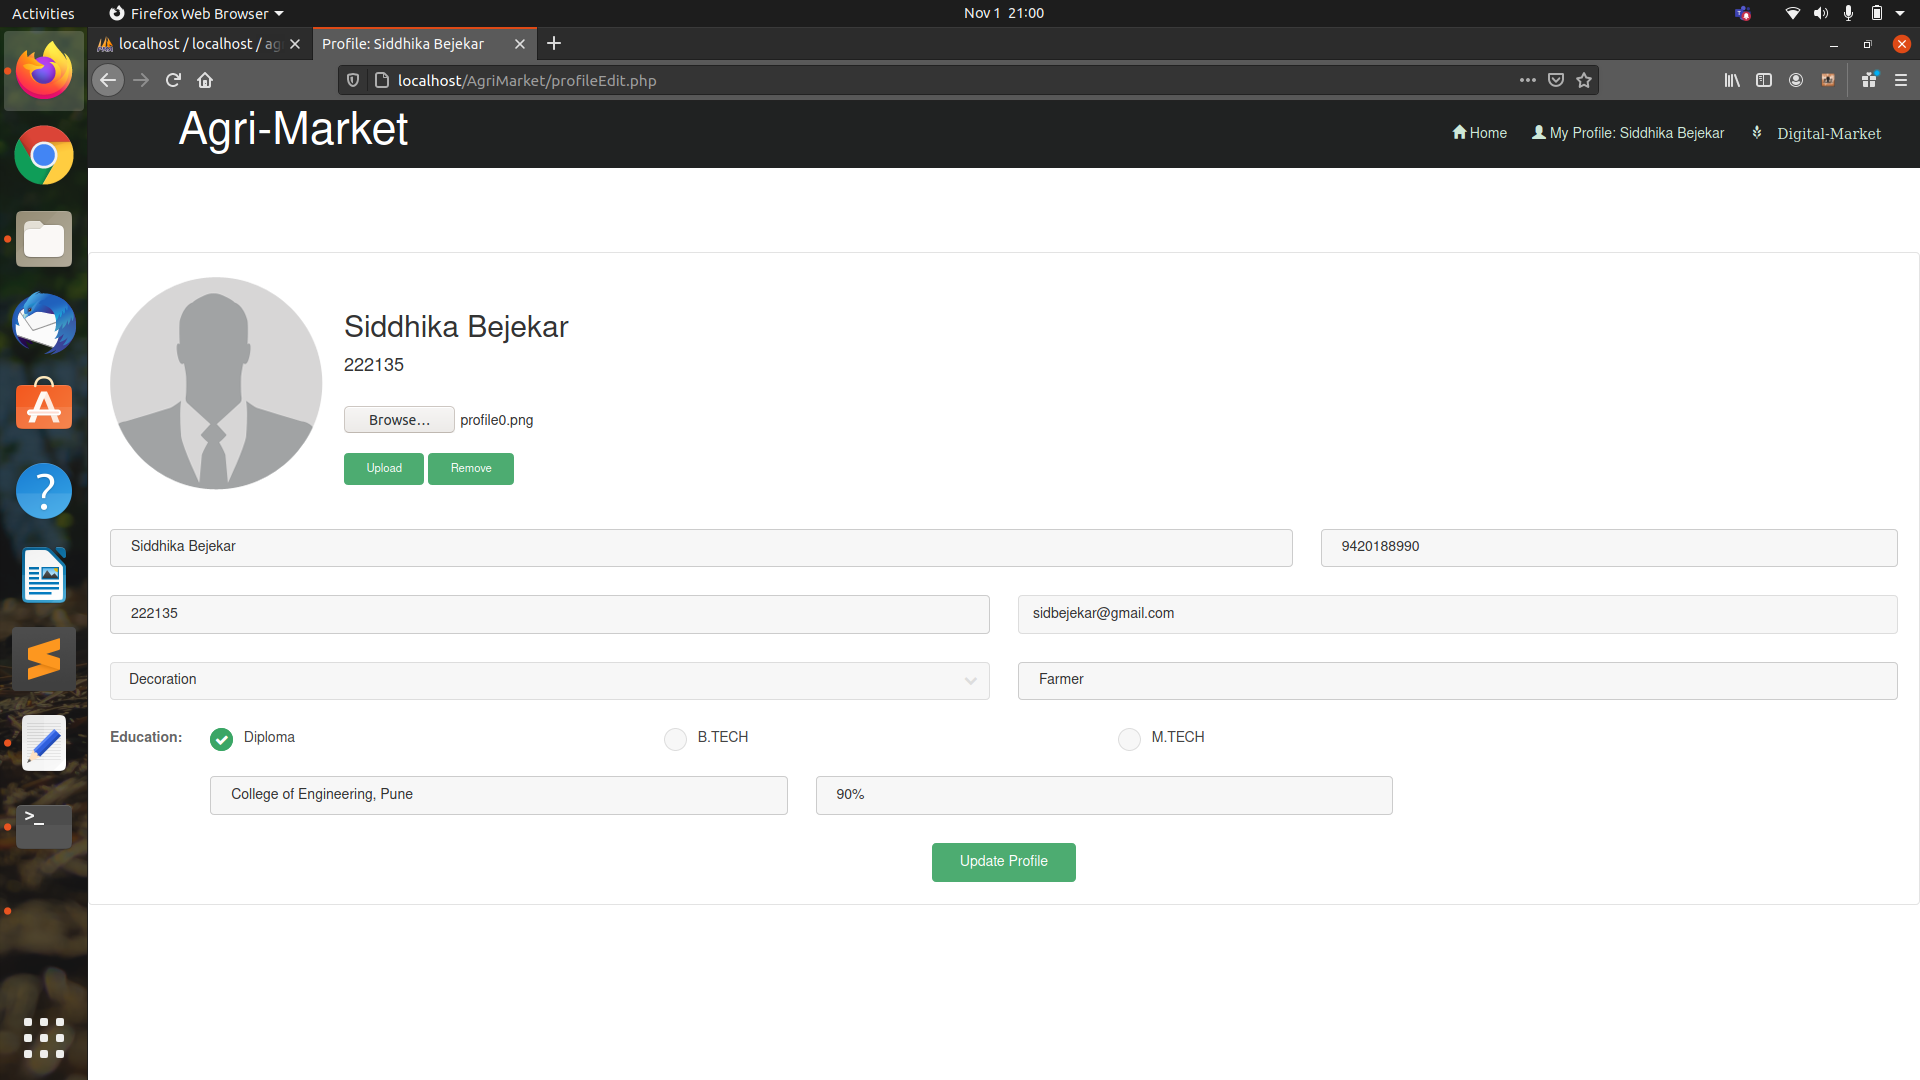 Activities Firefox Web Browser Nov 1 21:00
localhost / localhost / ag Profile: Siddhika Bejekar
localhost/AgriMarket/profileEdit.php
Agri-Market Home My Profile: Siddhika Bejekar Digital-Market
Siddhika Bejekar
222135
Browse... profile0.png
Upload Remove
Siddhika Bejekar 9420188990
222135 sidbejekar@gmail.com
Decoration Farmer
Education: Diploma B.TECH M.TECH
College of Engineering, Pune 90%
Update Profile